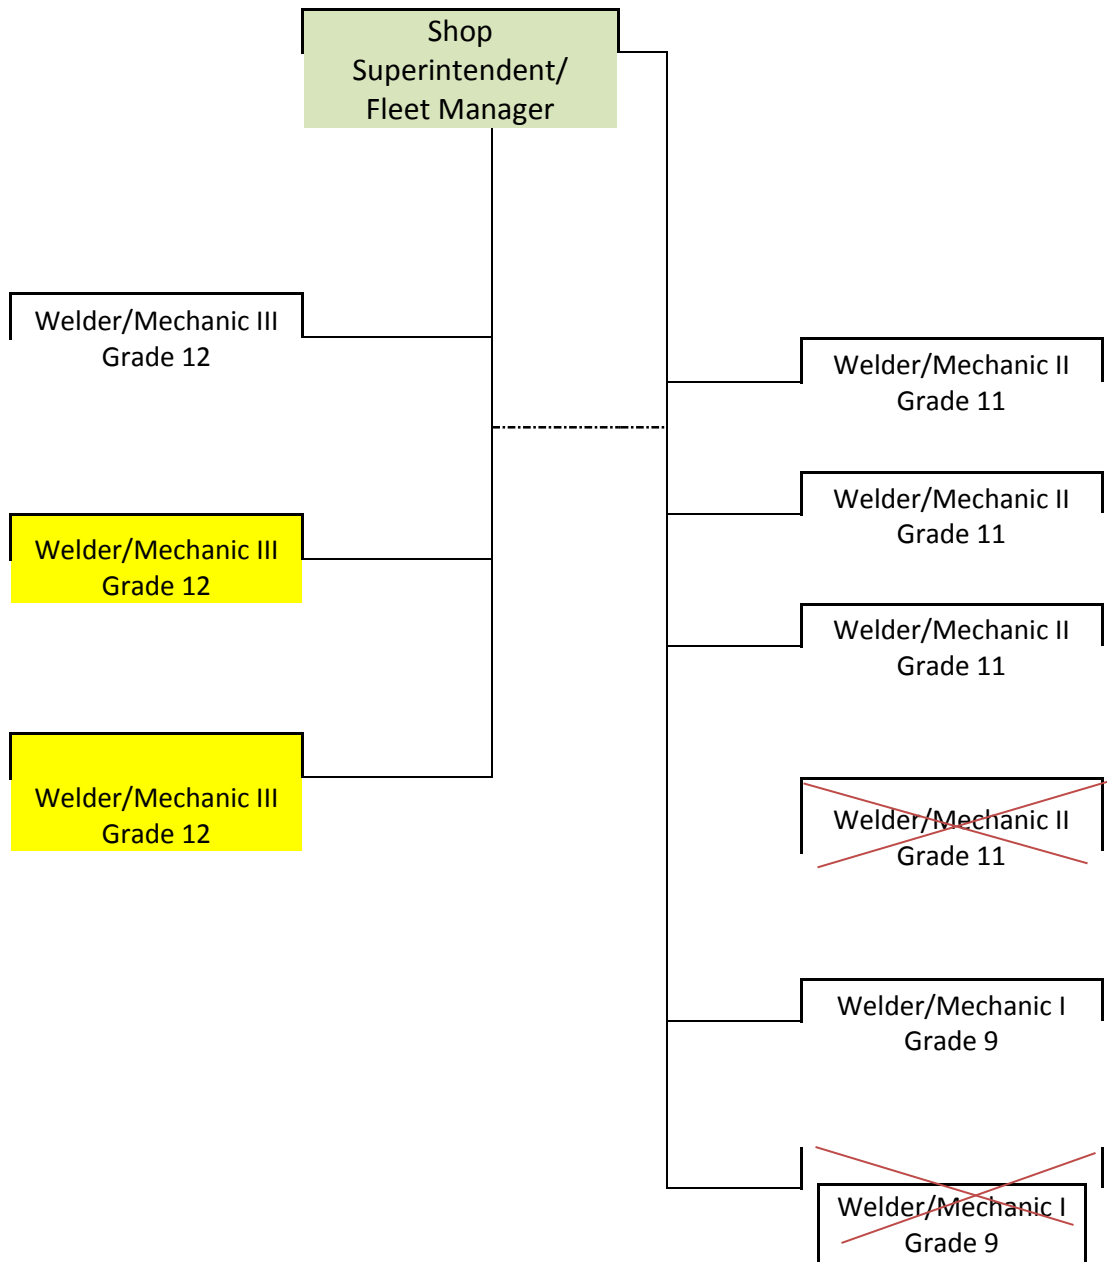 Shop
Superintendent/
Fleet Manager
Welder/Mechanic III
Grade 12
Welder/Mechanic III
Grade 12
Welder/Mechanic III
Grade 12
Welder/Mechanic II
Grade 11
Welder/Mechanic II
Grade 11
Welder/Mechanic II
Grade 11
Welder/Mechanic II
Grade 11
Welder/Mechanic I
Grade 9
Welder/Mechanic I
Grade 9